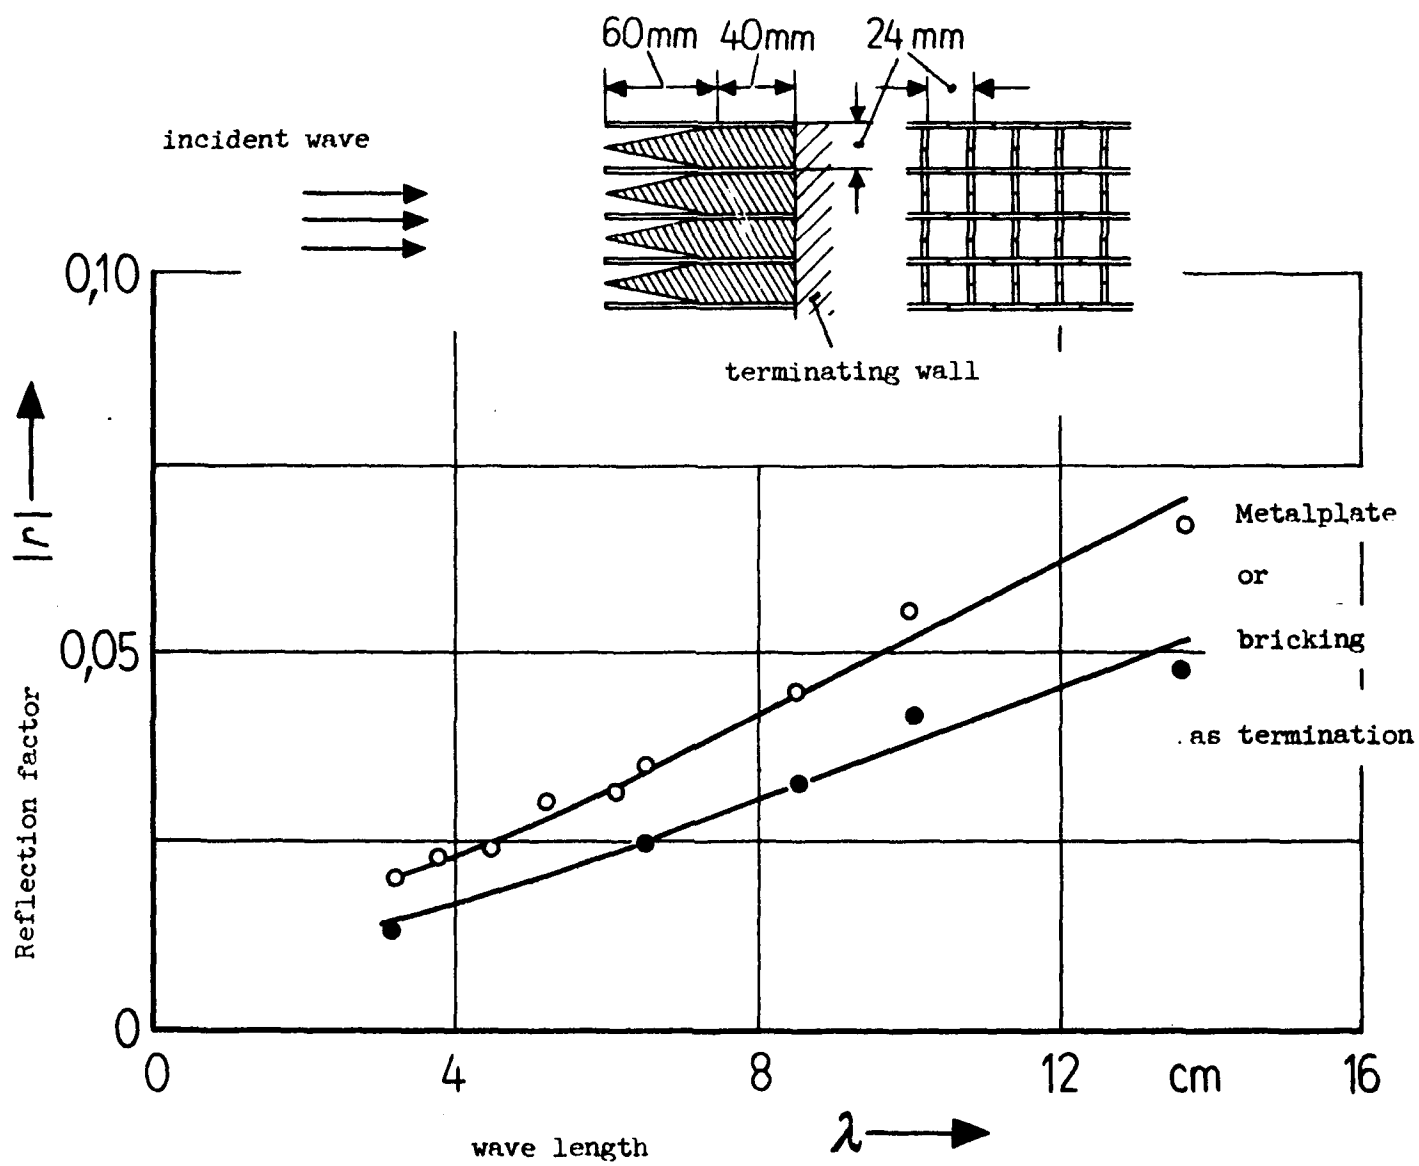 60mm 40mm 24mm
incident wave
0,10
terminating wall
|r|
Metalplate
or
0,05
bricking
as termination
Reflection factor
0
0 4 8 12 cm 16
wave length λ